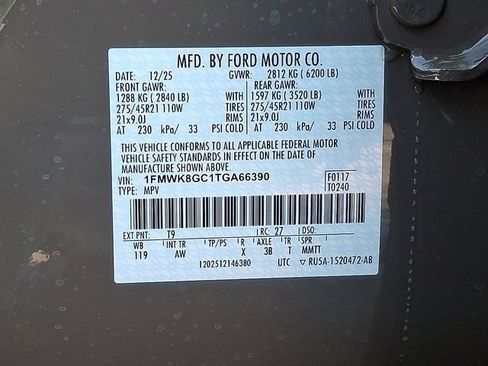 MFD. BY FORD MOTOR CO.
DATE: 12/25 GVWR: 2812 KG ( 6200 LB)
FRONT GAWR: REAR GAWR:
1288 KG ( 2840 LB) 1597 KG ( 3520 LB)
275/45R21 110W TIRES 275/45R21 110W TIRES
21x9.0J RIMS 21x9.0J RIMS
AT 230 kPa/ 33 PSI COLD AT 230 kPa/ 33 PSI COLD
THIS VEHICLE CONFORMS TO ALL APPLICABLE FEDERAL MOTOR
VEHICLE SAFETY STANDARDS IN EFFECT ON THE DATE OF
MANUFACTURE SHOWN ABOVE.
VIN: 1FMWK8GC1TGA66390 F0117
TYPE: MPV T0240
EXT PNT: T9 RC: 27 DSO:
WB INT TR TP/PS R AXLE TR SPR
119 AW X 3B T MMTT
1202512146380 UTC ▽ RU5A-1520472-AB